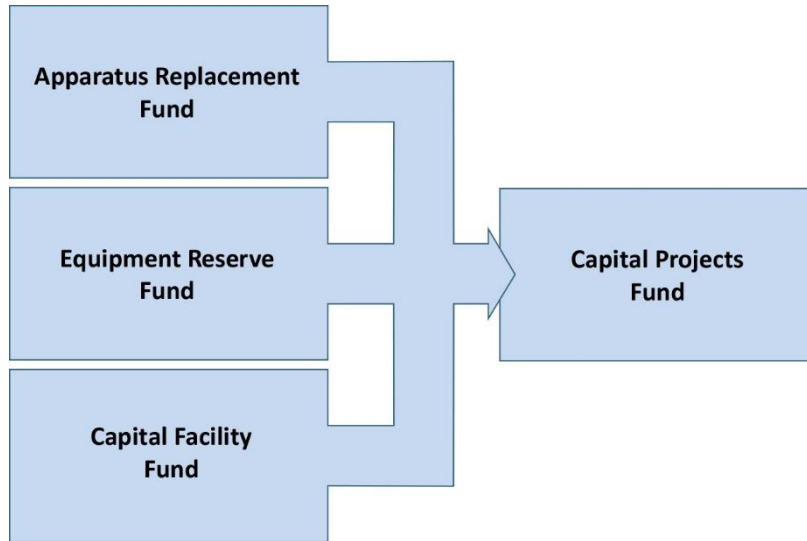 Apparatus Replacement
Fund
Equipment Reserve
Fund
Capital Facility
Fund
Capital Projects
Fund